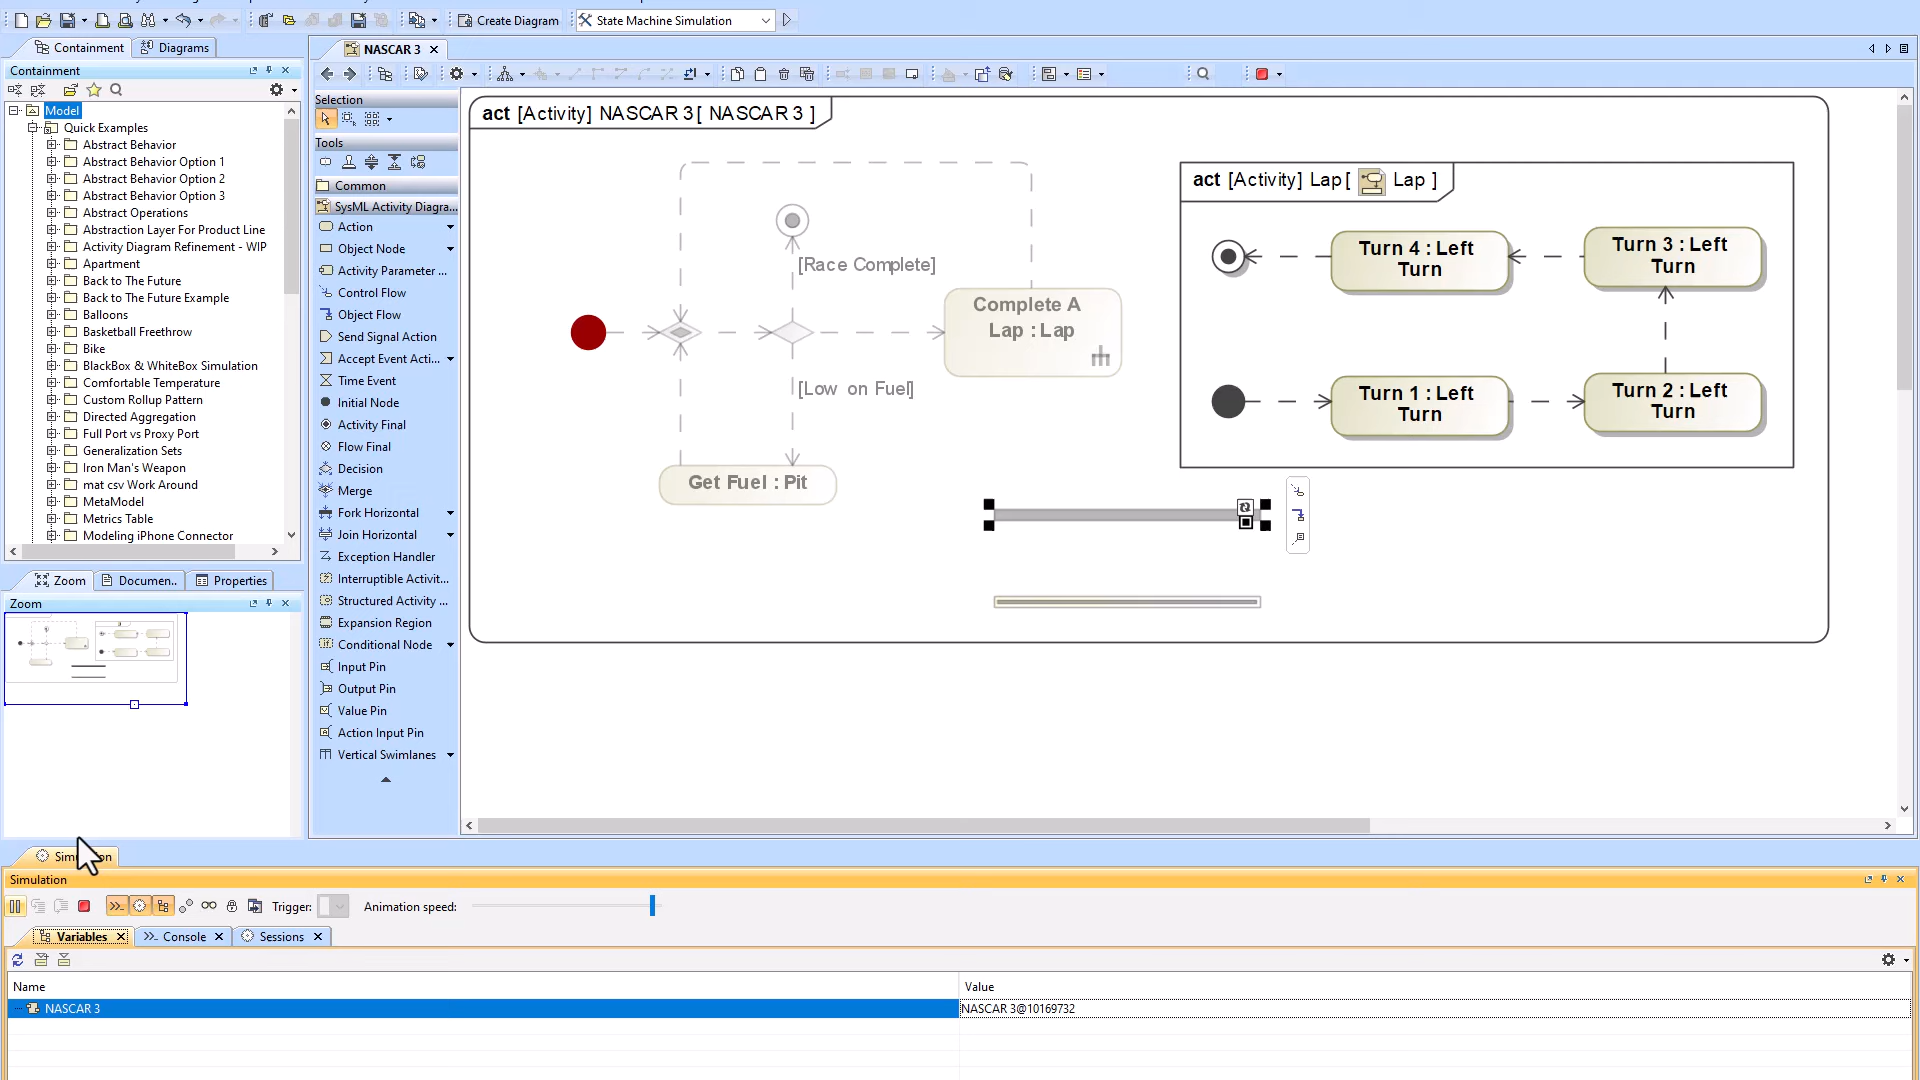 Create Diagram
State Machine Simulation
Containment
Diagrams
NASCAR 3
Containment
Model
Quick Examples
Abstract Behavior
Abstract Behavior Option 1
Abstract Behavior Option 2
Abstract Behavior Option 3
Abstract Operations
Abstraction Layer For Product Line
Activity Diagram Refinement - WIP
Apartment
Back to The Future
Back to The Future Example
Balloons
Basketball Freethrow
Bike
BlackBox & WhiteBox Simulation
Comfortable Temperature
Custom Rollup Pattern
Directed Aggregation
Full Port vs Proxy Port
Generalization Sets
Iron Man's Weapon
mat csv Work Around
MetaModel
Metrics Table
Modeling iPhone Connector
Zoom
Documen..
Properties
Zoom
Selection
Tools
Common
SysML Activity Diagra...
Action
Object Node
Activity Parameter ...
Control Flow
Object Flow
Send Signal Action
Accept Event Acti...
Time Event
Initial Node
Activity Final
Flow Final
Decision
Merge
Fork Horizontal
Join Horizontal
Exception Handler
Interruptible Activit...
Structured Activity ...
Expansion Region
Conditional Node
Input Pin
Output Pin
Value Pin
Action Input Pin
Vertical Swimlanes
act [Activity] NASCAR 3[ NASCAR 3 ]
[Race Complete]
Complete A
Lap : Lap
[Low on Fuel]
Get Fuel : Pit
act [Activity] Lap[ Lap ]
Turn 4 : Left
Turn
Turn 3 : Left
Turn
Turn 1 : Left
Turn
Turn 2 : Left
Turn
Simulation
Trigger:
Animation speed:
Variables
Console
Sessions
Name
Value
NASCAR 3
NASCAR 3@10169732